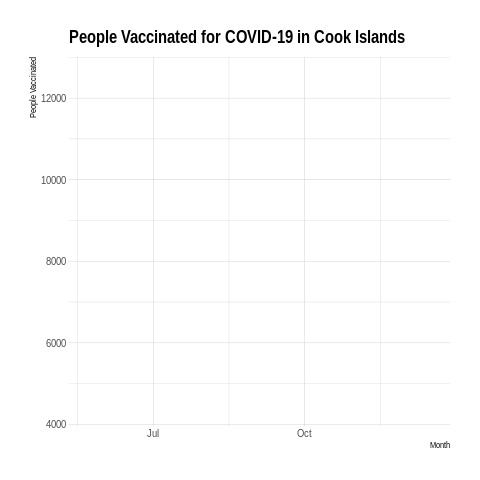 People Vaccinated for COVID-19 in Cook Islands
People Vaccinated
12000
10000
8000
6000
4000
Jul
Oct
Month